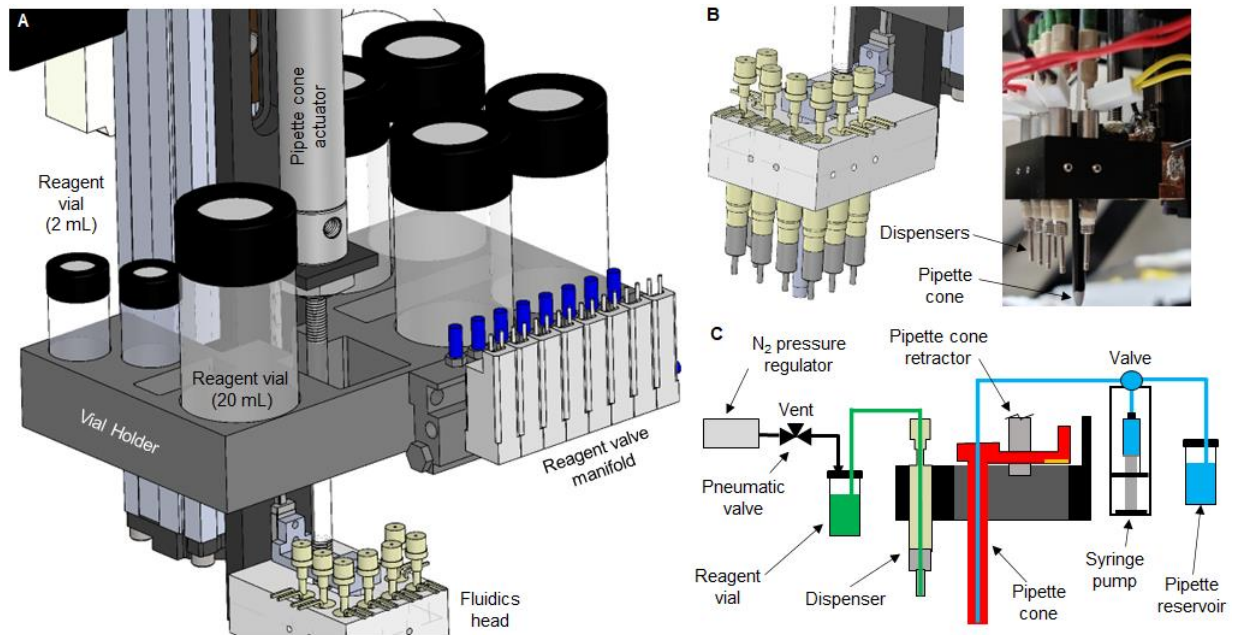 A
Pipette cone
actuator
Reagent
vial
(2 mL)
Reagent vial
(20 mL)
Vial Holder
Reagent valve
manifold
Fluidics
head
B
Dispensers
Pipette
cone
C
N₂ pressure
regulator
Vent
Pneumatic
valve
Reagent
vial
Dispenser
Pipette cone
retractor
Pipette
cone
Valve
Syringe
pump
Pipette
reservoir